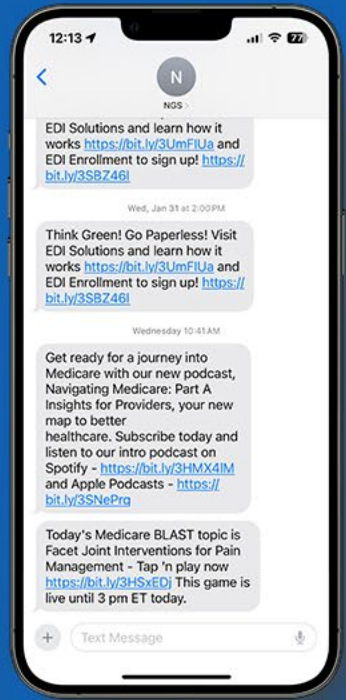 12:13
77
N
NGS
EDI Solutions and learn how it
works https://bit.ly/3UmFlUa and
EDI Enrollment to sign up! https://
bit.ly/3SBZ46l
Wed, Jan 31 at 2:00 PM
Think Green! Go Paperless! Visit
EDI Solutions and learn how it
works https://bit.ly/3UmFlUa and
EDI Enrollment to sign up! https://
bit.ly/3SBZ46l
Wednesday 10:41 AM
Get ready for a journey into
Medicare with our new podcast,
Navigating Medicare: Part A
Insights for Providers, your new
map to better
healthcare. Subscribe today and
listen to our intro podcast on
Spotify - https://bit.ly/3HMX4lM
and Apple Podcasts - https://
bit.ly/3SNePrq
Today's Medicare BLAST topic is
Facet Joint Interventions for Pain
Management - Tap 'n play now
https://bit.ly/3HSxEDj This game is
live until 3 pm ET today.
Text Message